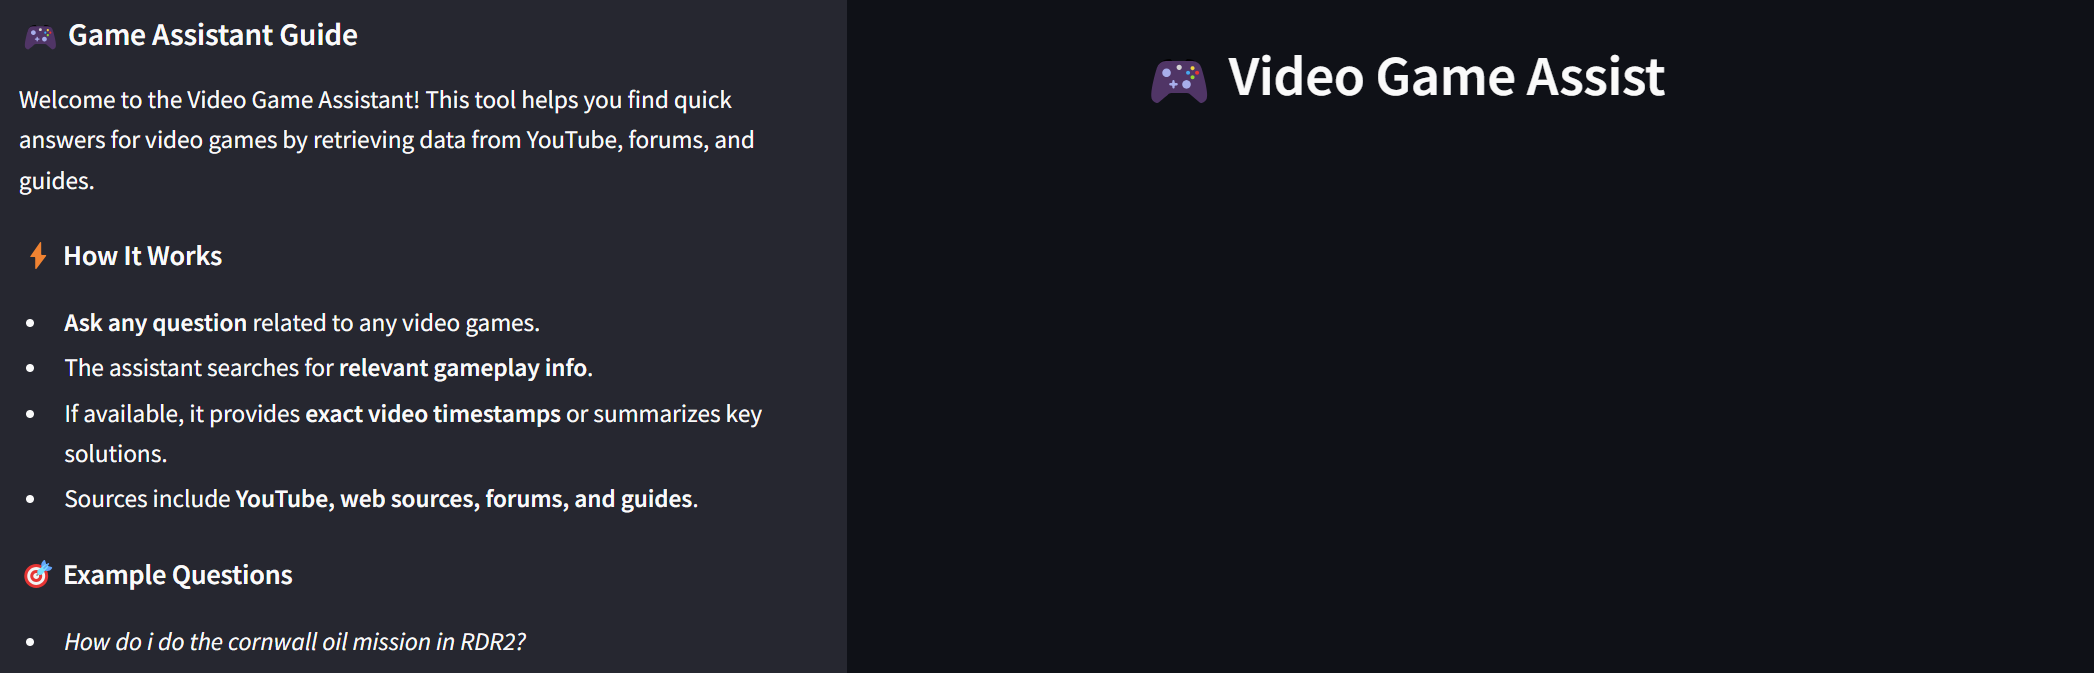 Game Assistant Guide
Welcome to the Video Game Assistant! This tool helps you find quick
answers for video games by retrieving data from YouTube, forums, and
guides.
How It Works
Ask any question related to any video games.
The assistant searches for relevant gameplay info.
If available, it provides exact video timestamps or summarizes key
solutions.
Sources include YouTube, web sources, forums, and guides.
Example Questions
How do i do the cornwall oil mission in RDR2?
Video Game Assist